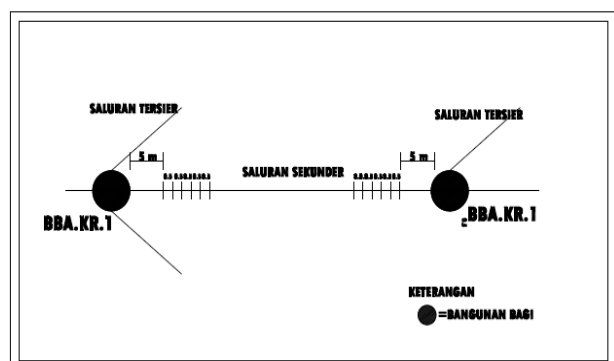 SALURAN TERSIER
SALURAN TERSIER
5 m
5 m
SALURAN SEKUNDER
BBA.KR.1
BBA.KR.1
KETERANGAN
=BANGUNAN BAGI